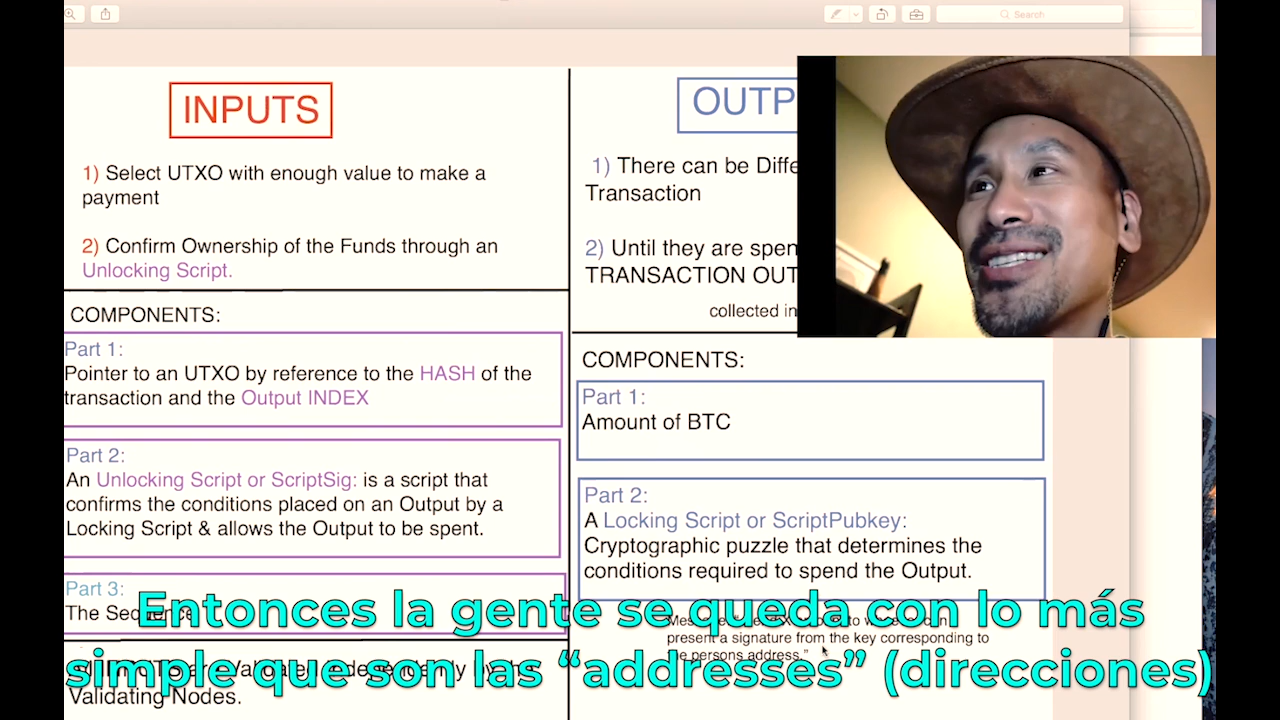 Search
INPUTS
1) Select UTXO with enough value to make a
payment
2) Confirm Ownership of the Funds through an
Unlocking Script.
COMPONENTS:
Part 1:
Pointer to an UTXO by reference to the HASH of the
transaction and the Output INDEX
Part 2:
An Unlocking Script or ScriptSig: is a script that
confirms the conditions placed on an Output by a
Locking Script & allows the Output to be spent.
Part 3:
The Sequence
Validating Nodes.
OUTP
1) There can be Diffe
Transaction
2) Until they are spen
TRANSACTION OUT
collected in
COMPONENTS:
Part 1:
Amount of BTC
Part 2:
A Locking Script or ScriptPubkey:
Cryptographic puzzle that determines the
conditions required to spend the Output.
present a signature from the key corresponding to
persons address."
Entonces la gente se queda con lo más
simple que son las “addresses” (direcciones)